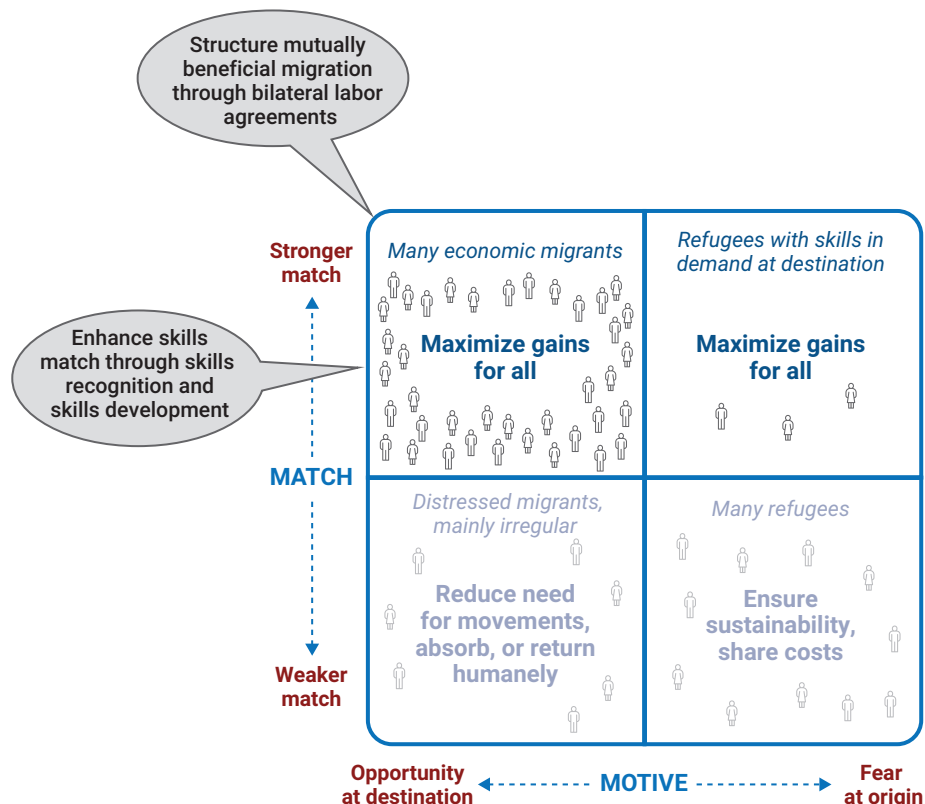 Structure mutually
beneficial migration
through bilateral labor
agreements
Stronger
match
Many economic migrants
Refugees with skills in
demand at destination
Enhance skills
match through skills
recognition and
skills development
Maximize gains
for all
Maximize gains
for all
MATCH
Distressed migrants,
mainly irregular
Many refugees
Reduce need
for movements,
absorb, or return
humanely
Ensure
sustainability,
share costs
Weaker
match
Opportunity
at destination
MOTIVE
Fear
at origin